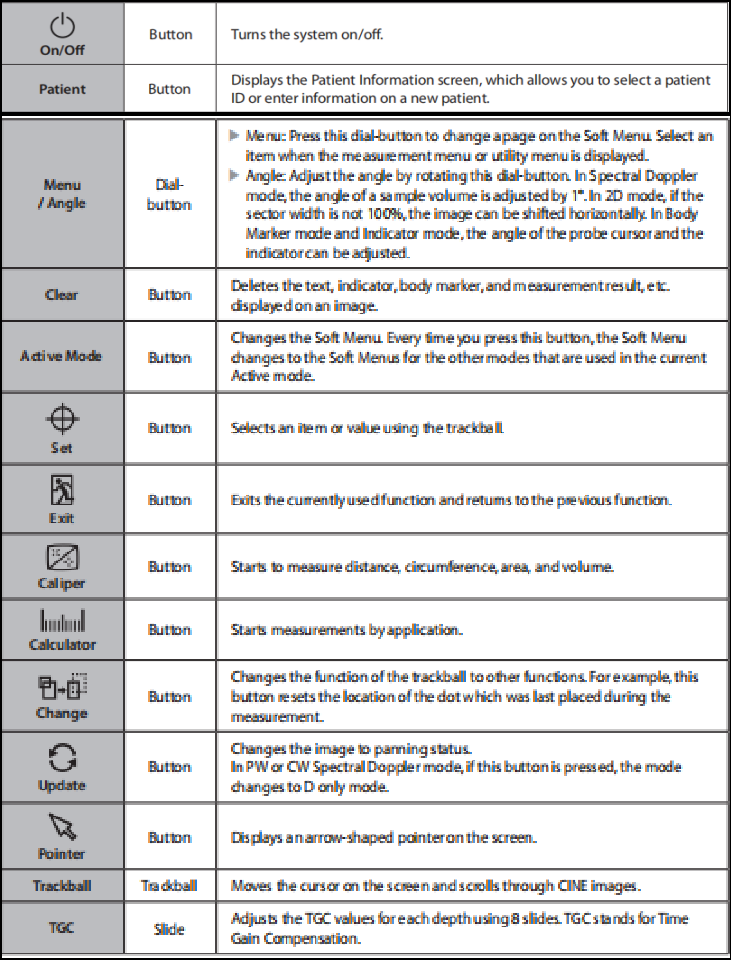 On/Off
Button
Turns the system on/off.
Patient
Button
Displays the Patient Information screen, which allows you to select a patient
ID or enter information on a new patient.
Menu
/ Angle
Dial-
button
Menu: Press this dial-button to change a page on the Soft Menu. Select an
item when the measurement menu or utility menu is displayed.
Angle: Adjust the angle by rotating this dial-button. In Spectral Doppler
mode, the angle of a sample volume is adjusted by 1°. In 2D mode, if the
sector width is not 100%, the image can be shifted horizontally. In Body
Marker mode and Indicator mode, the angle of the probe cursor and the
indicator can be adjusted.
Clear
Button
Deletes the text, indicator, body marker, and measurement result, etc.
displayed on an image.
Active Mode
Button
Changes the Soft Menu. Every time you press this button, the Soft Menu
changes to the Soft Menus for the other modes that are used in the current
Active mode.
Set
Button
Selects an item or value using the trackball.
Exit
Button
Exits the currently used function and returns to the previous function.
Caliper
Button
Starts to measure distance, circumference, area, and volume.
Calculator
Button
Starts measurements by application.
Change
Button
Changes the function of the trackball to other functions. For example, this
button resets the location of the dot which was last placed during the
measurement.
Update
Button
Changes the image to panning status.
In PW or CW Spectral Doppler mode, if this button is pressed, the mode
changes to D only mode.
Pointer
Button
Displays an arrow-shaped pointer on the screen.
Trackball
Trackball
Moves the cursor on the screen and scrolls through CINE images.
TGC
Slide
Adjusts the TGC values for each depth using 8 slides. TGC stands for Time
Gain Compensation.